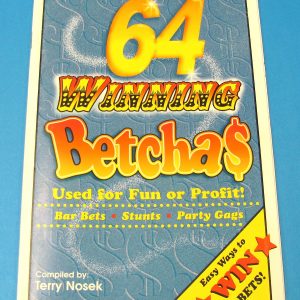 64
WINNING
Betcha$
Used for Fun or Profit!
Bar Bets • Stunts • Party Gags
Compiled by:
Terry Nosek
Easy Ways to
WIN
BETS!